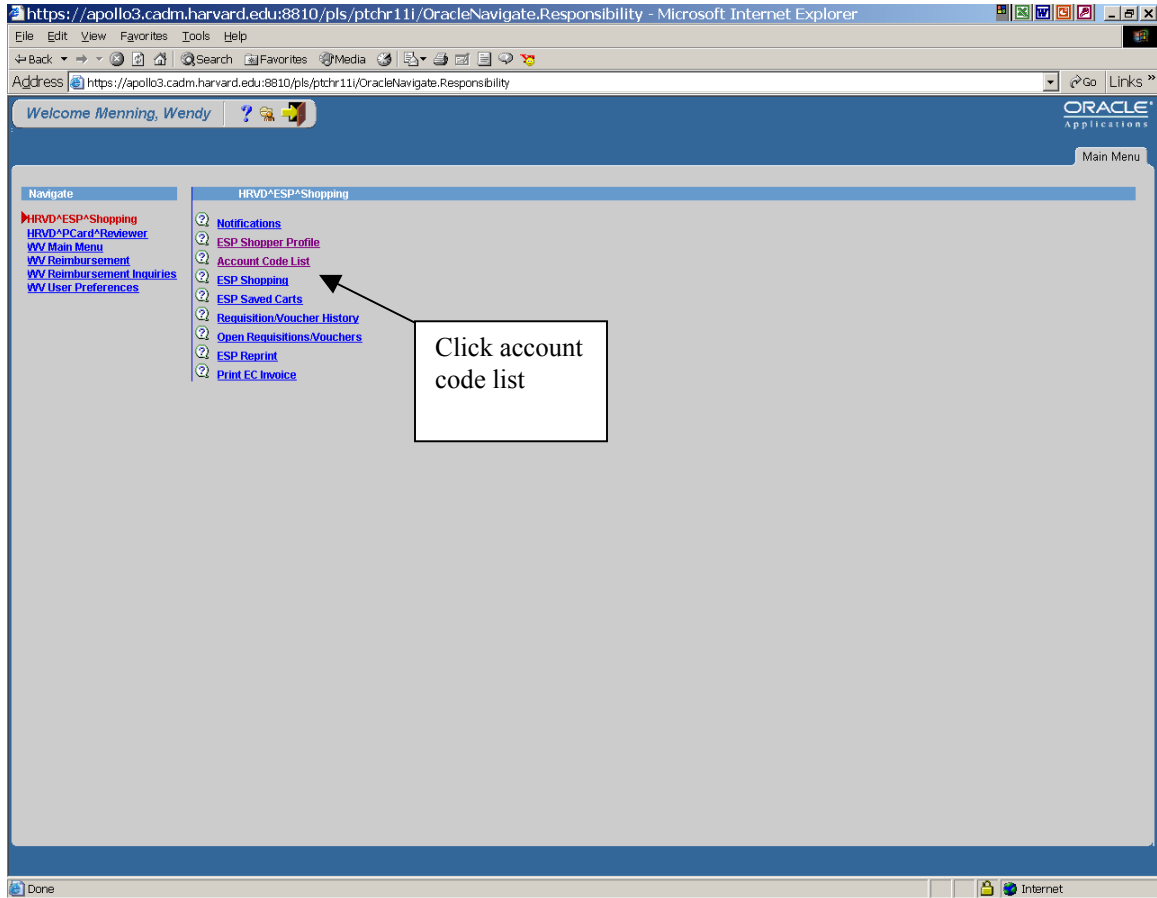 https://apollo3.cadm.harvard.edu:8810/pls/ptchr11i/OracleNavigate.Responsibility - Microsoft Internet Explorer
File Edit View Favorites Tools Help
Back Search Favorites Media
Address https://apollo3.cadm.harvard.edu:8810/pls/ptchr11i/OracleNavigate.Responsibility Go Links »
Welcome Menning, Wendy
ORACLE
Applications
Main Menu
Navigate
HRVD^ESP^Shopping
HRVD^PCard^Reviewer
WV Main Menu
WV Reimbursement
WV Reimbursement Inquiries
WV User Preferences
HRVD^ESP^Shopping
Notifications
ESP Shopper Profile
Account Code List
ESP Shopping
ESP Saved Carts
Requisition/Voucher History
Open Requisitions/Vouchers
ESP Reprint
Print EC Invoice
Click account
code list
Done Internet